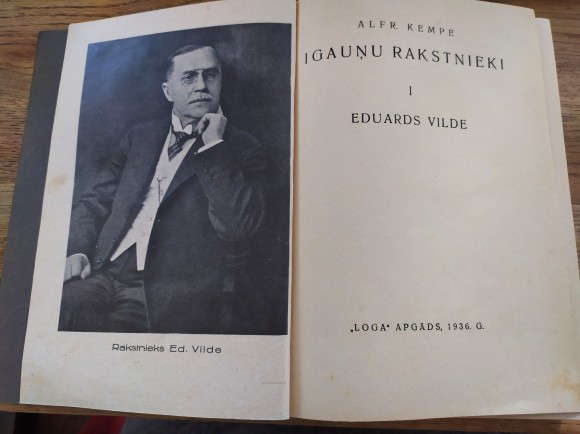 Rakstnieks Ed. Vilde
ALFR. KEMPE
IGAUŅU RAKSTNIEKI
I
EDUARDS VILDE
„LOGA“ APGĀDS, 1936. G.